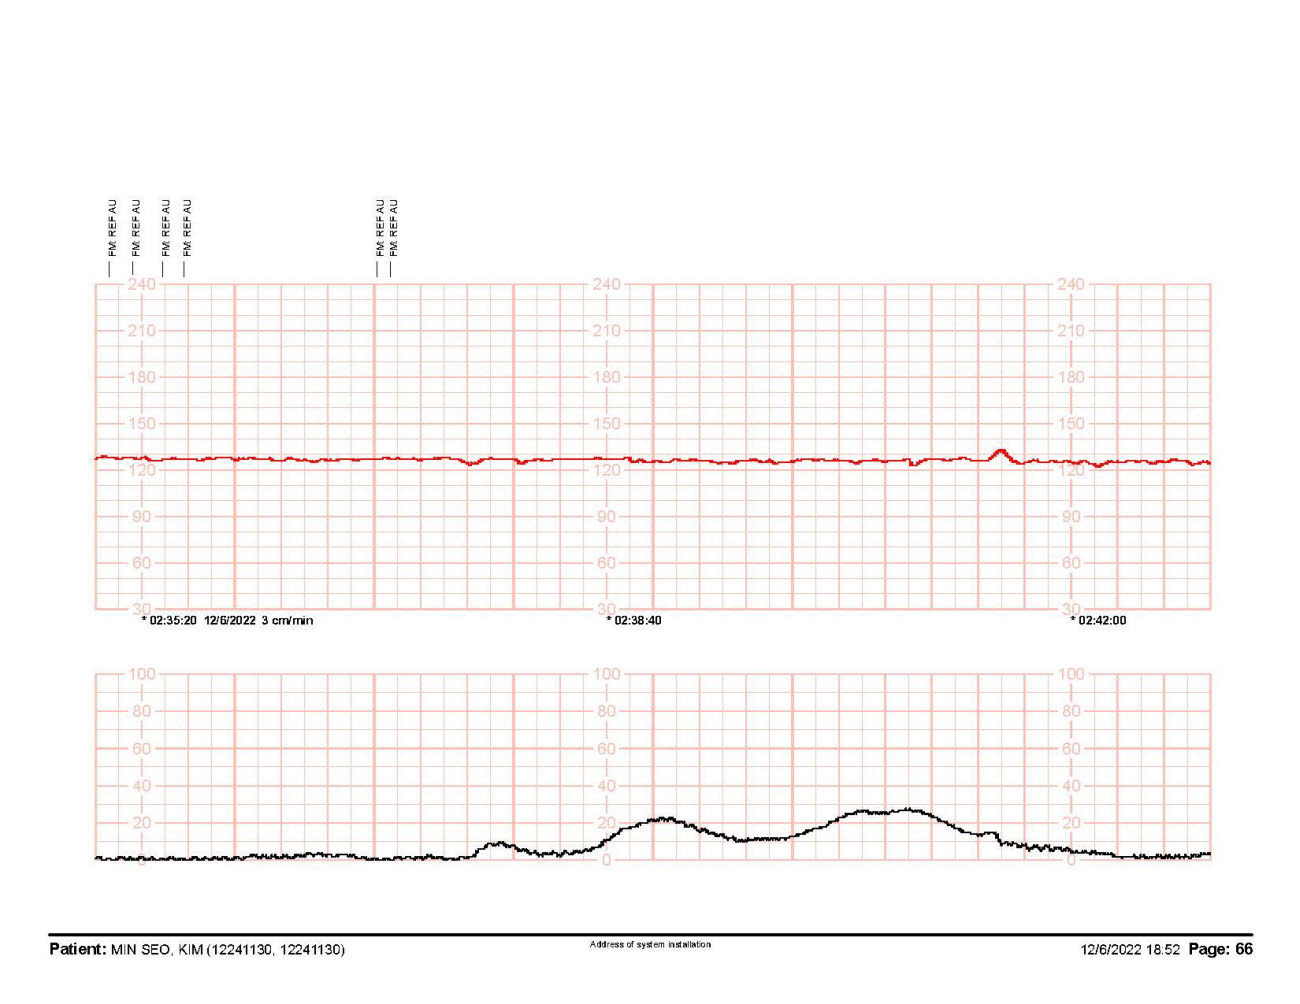 FM: REF AU FM: REF AU FM: REF AU FM: REF AU FM: REF AU FM: REF AU
240 240 240
210 210 210
180 180 180
150 150 150
120 120 120
90 90 90
60 60 60
30 30 30
* 02:35:20 12/6/2022 3 cm/min * 02:38:40 * 02:42:00
100 100 100
80 80 80
60 60 60
40 40 40
20 20 20
0 0 0
Patient: MIN SEO, KIM (12241130, 12241130) Address of system installation 12/6/2022 18:52 Page: 66